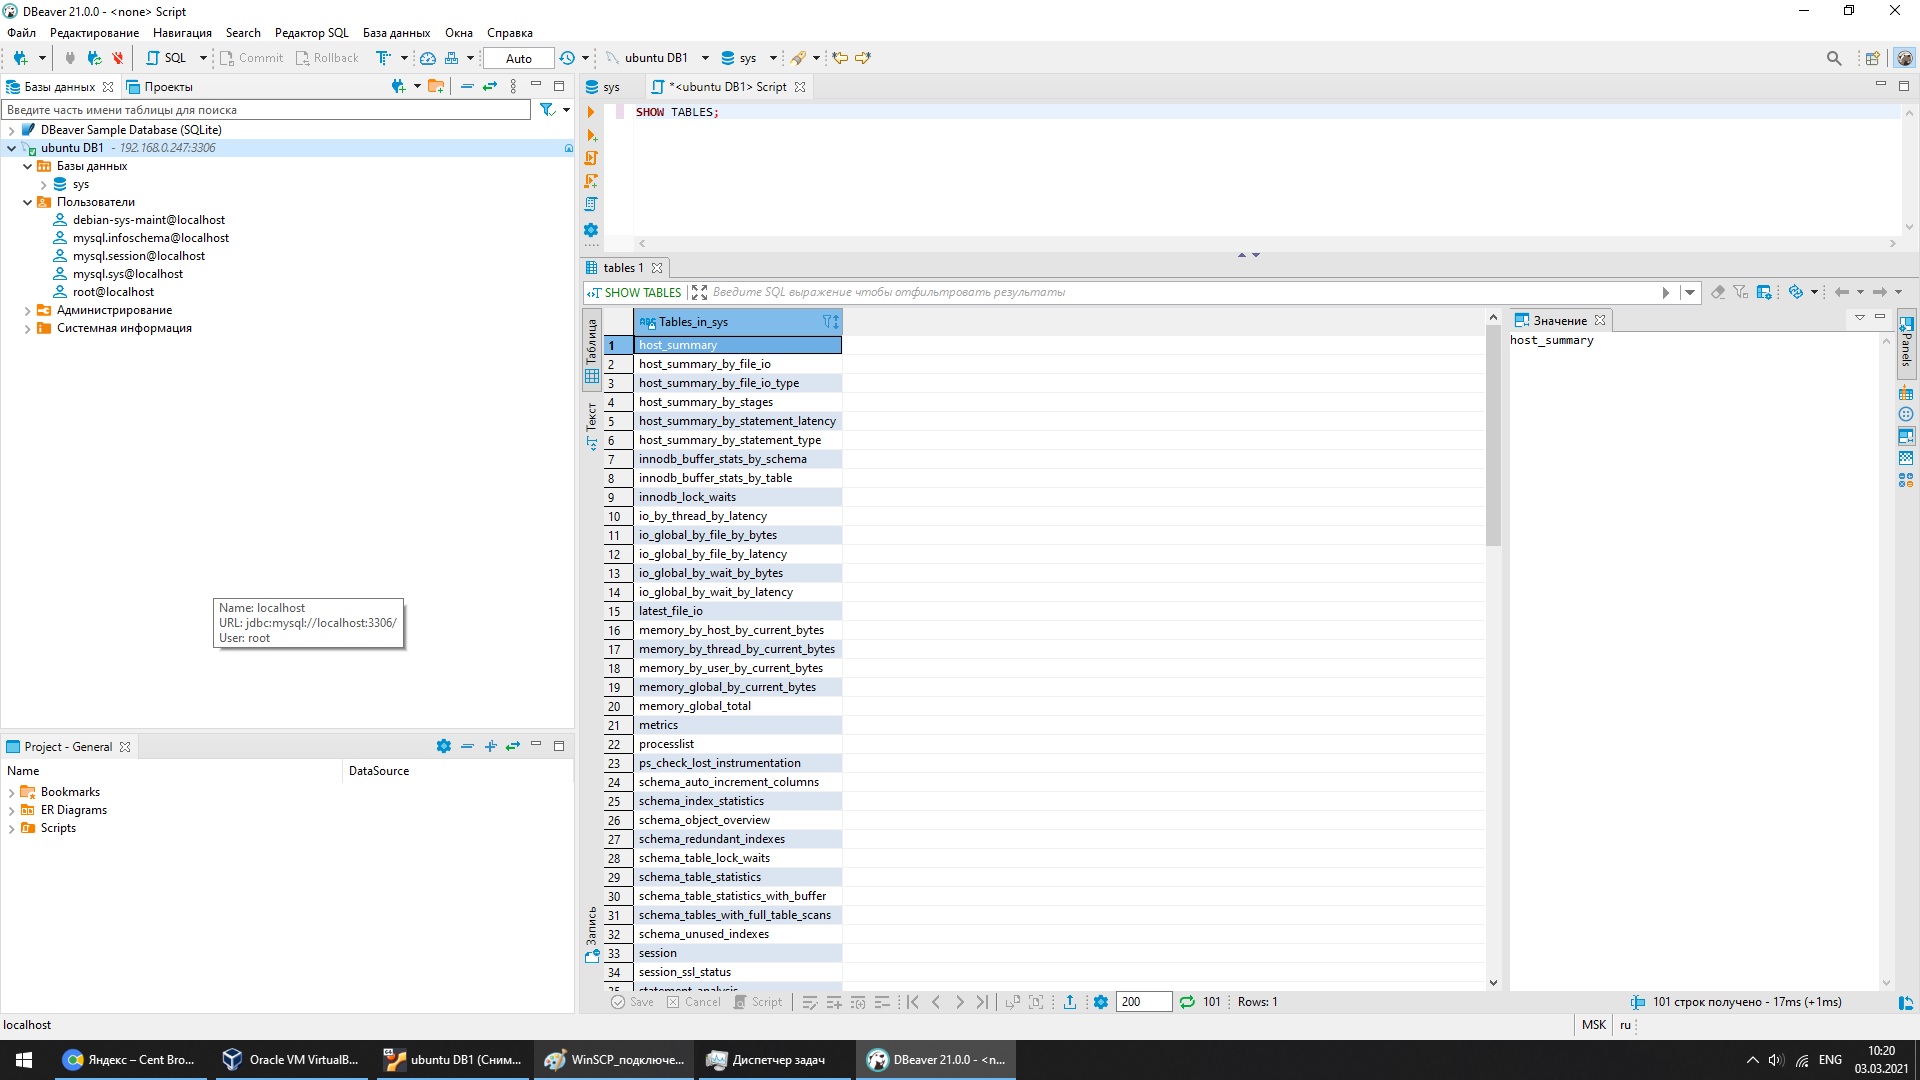 DBeaver 21.0.0 - <none> Script
Файл Редактирование Навигация Search Редактор SQL База данных Окна Справка
SQL Commit Rollback Auto ubuntu DB1 sys
Базы данных Проекты
Введите часть имени таблицы для поиска
DBeaver Sample Database (SQLite)
ubuntu DB1 - 192.168.0.247:3306
Базы данных
sys
Пользователи
debian-sys-maint@localhost
mysql.infoschema@localhost
mysql.session@localhost
mysql.sys@localhost
root@localhost
Администрирование
Системная информация
Name: localhost
URL: jdbc:mysql://localhost:3306/
User: root
Project - General
Name DataSource
Bookmarks
ER Diagrams
Scripts
sys *<ubuntu DB1> Script
SHOW TABLES;
tables 1
SHOW TABLES Введите SQL выражение чтобы отфильтровать результаты
Таблица
Текст
Запись
Tables_in_sys
1 host_summary
2 host_summary_by_file_io
3 host_summary_by_file_io_type
4 host_summary_by_stages
5 host_summary_by_statement_latency
6 host_summary_by_statement_type
7 innodb_buffer_stats_by_schema
8 innodb_buffer_stats_by_table
9 innodb_lock_waits
10 io_by_thread_by_latency
11 io_global_by_file_by_bytes
12 io_global_by_file_by_latency
13 io_global_by_wait_by_bytes
14 io_global_by_wait_by_latency
15 latest_file_io
16 memory_by_host_by_current_bytes
17 memory_by_thread_by_current_bytes
18 memory_by_user_by_current_bytes
19 memory_global_by_current_bytes
20 memory_global_total
21 metrics
22 processlist
23 ps_check_lost_instrumentation
24 schema_auto_increment_columns
25 schema_index_statistics
26 schema_object_overview
27 schema_redundant_indexes
28 schema_table_lock_waits
29 schema_table_statistics
30 schema_table_statistics_with_buffer
31 schema_tables_with_full_table_scans
32 schema_unused_indexes
33 session
34 session_ssl_status
Значение
host_summary
Panels
Save Cancel Script 200 101 Rows: 1 101 строк получено - 17ms (+1ms)
localhost MSK ru
Яндекс – Cent Bro... Oracle VM VirtualB... ubuntu DB1 (Сним... WinSCP_подключе... Диспетчер задач DBeaver 21.0.0 - <n... ENG 10:20
03.03.2021